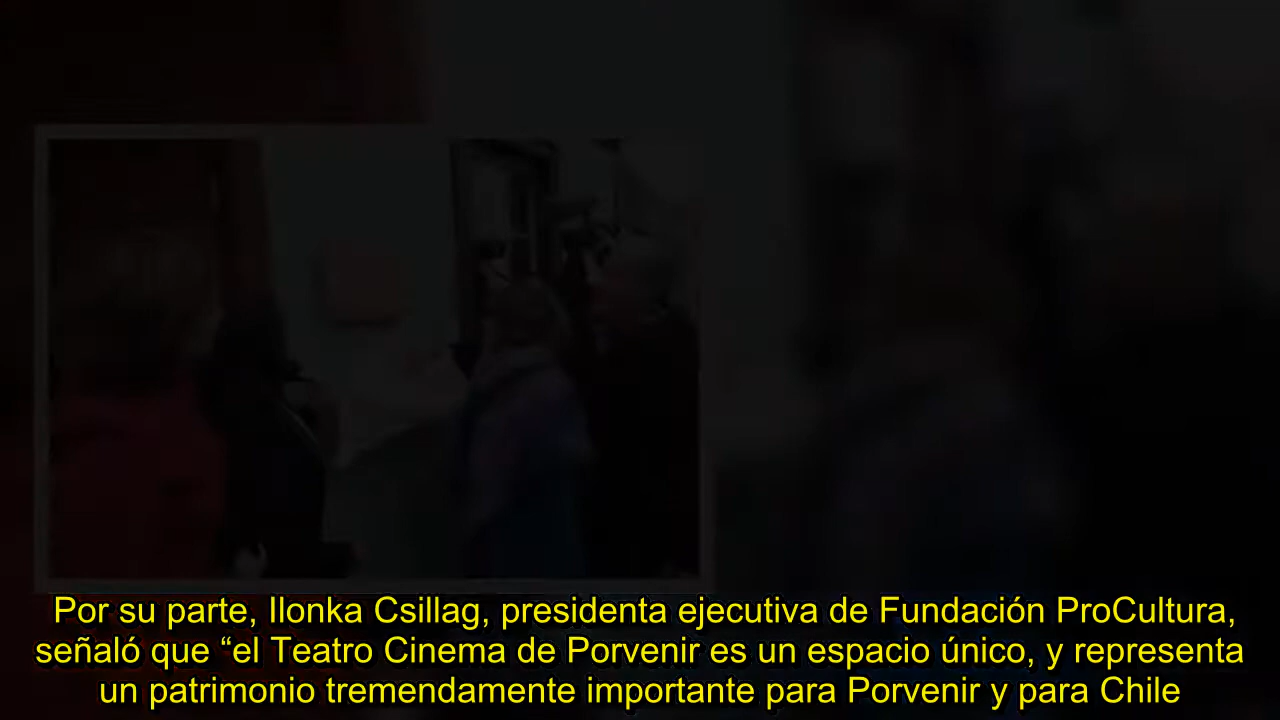 Por su parte, Ilonka Csillag, presidenta ejecutiva de Fundación ProCultura,
señaló que “el Teatro Cinema de Porvenir es un espacio único, y representa
un patrimonio tremendamente importante para Porvenir y para Chile